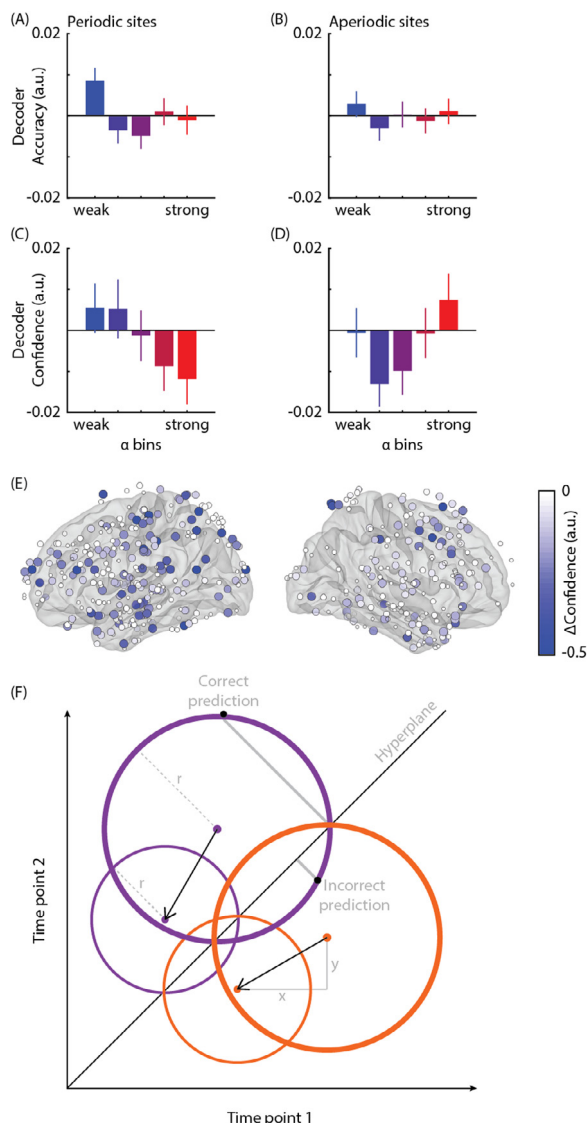 (A) Periodic sites
(B) Aperiodic sites
0.02
0.02
Decoder
Accuracy (a.u.)
-0.02
-0.02
weak strong
weak strong
(C)
(D)
0.02
0.02
Decoder
Confidence (a.u.)
-0.02
-0.02
weak strong
weak strong
α bins
α bins
(E)
0
ΔConfidence (a.u.)
-0.5
(F)
Correct
prediction
Hyperplane
r
r
Incorrect
prediction
y
x
Time point 2
Time point 1